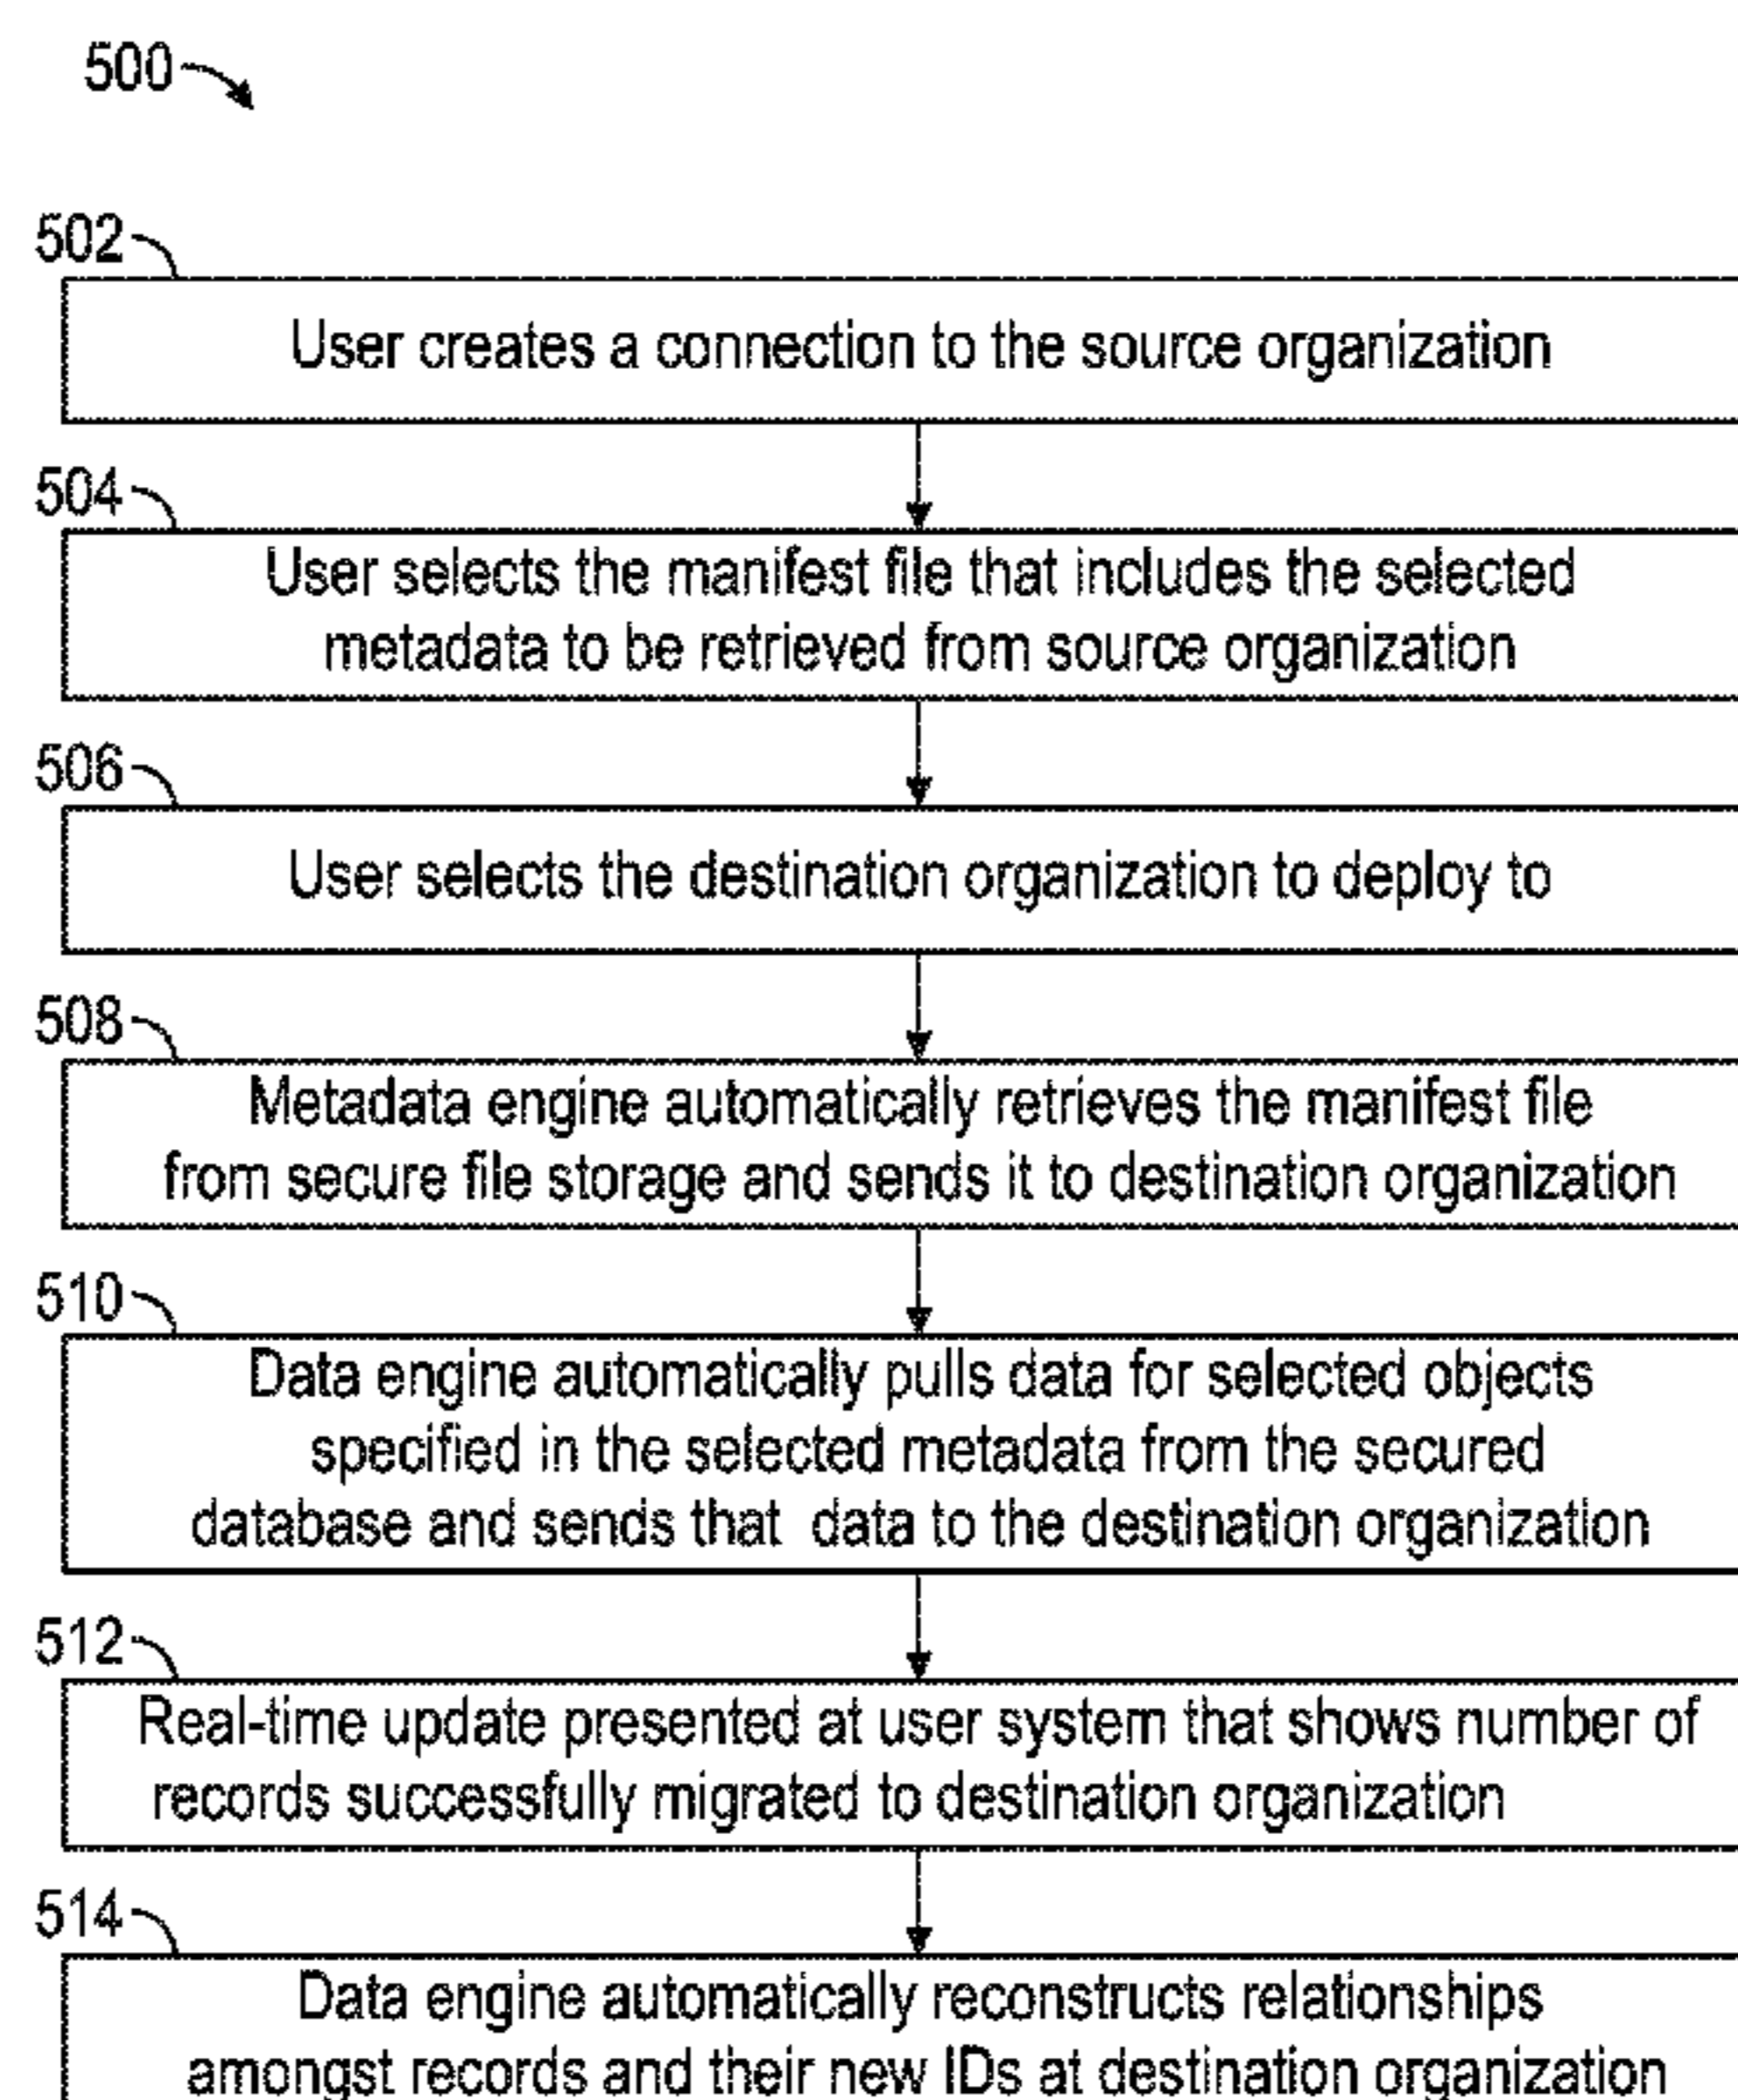 500
502
User creates a connection to the source organization
504
User selects the manifest file that includes the selected
metadata to be retrieved from source organization
506
User selects the destination organization to deploy to
508
Metadata engine automatically retrieves the manifest file
from secure file storage and sends it to destination organization
510
Data engine automatically pulls data for selected objects
specified in the selected metadata from the secured
database and sends that data to the destination organization
512
Real-time update presented at user system that shows number of
records successfully migrated to destination organization
514
Data engine automatically reconstructs relationships
amongst records and their new IDs at destination organization